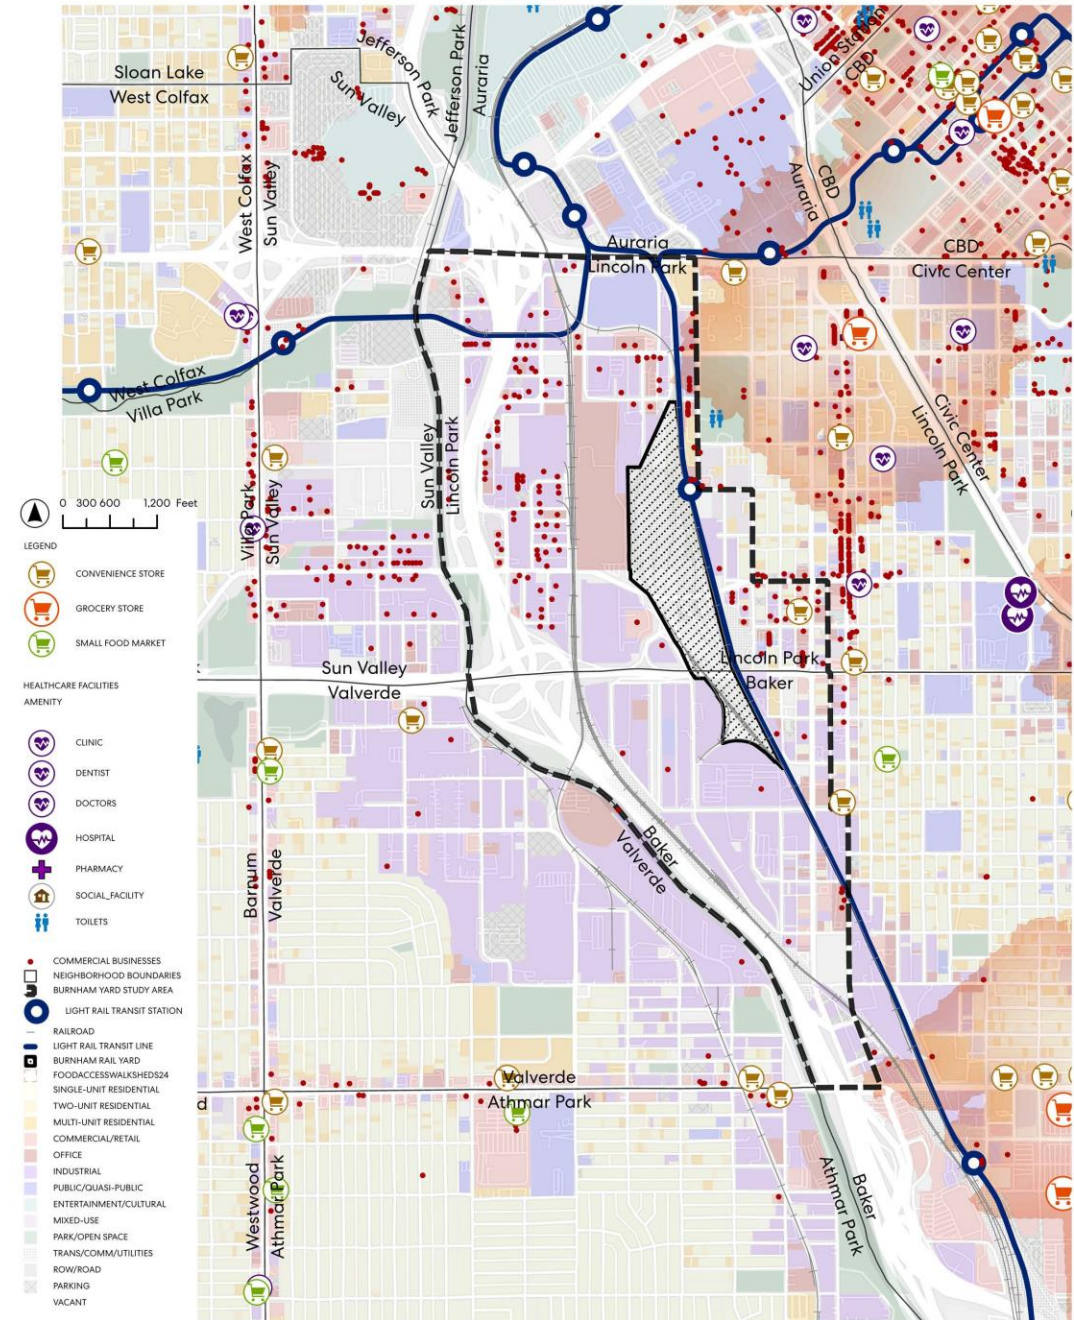 Sloan Lake
West Colfax
Jefferson Park
Sun Valley
Jefferson Park
Auraria
Union Station
CBD
West Colfax
Sun Valley
CBD
Auraria
Auraria
Lincoln Park
CBD
Civic Center
West Colfax
Villa Park
Sun Valley
Lincoln Park
Civic Center
Lincoln Park
Villa Park
Sun Valley
0 300 600 1,200 Feet
LEGEND
CONVENIENCE STORE
GROCERY STORE
SMALL FOOD MARKET
HEALTHCARE FACILITIES
AMENITY
CLINIC
DENTIST
DOCTORS
HOSPITAL
PHARMACY
SOCIAL_FACILITY
TOILETS
COMMERCIAL BUSINESSES
NEIGHBORHOOD BOUNDARIES
BURNHAM YARD STUDY AREA
LIGHT RAIL TRANSIT STATION
RAILROAD
LIGHT RAIL TRANSIT LINE
BURNHAM RAIL YARD
FOODACCESSWALKSHEDS24
SINGLE-UNIT RESIDENTIAL
TWO-UNIT RESIDENTIAL
MULTI-UNIT RESIDENTIAL
COMMERCIAL/RETAIL
OFFICE
INDUSTRIAL
PUBLIC/QUASI-PUBLIC
ENTERTAINMENT/CULTURAL
MIXED-USE
PARK/OPEN SPACE
TRANS/COMM/UTILITIES
ROW/ROAD
PARKING
VACANT
Sun Valley
Valverde
Lincoln Park
Baker
Baker
Valverde
Barnum
Valverde
Valverde
Athmar Park
d
Westwood
Athmar Park
Baker
Athmar Park